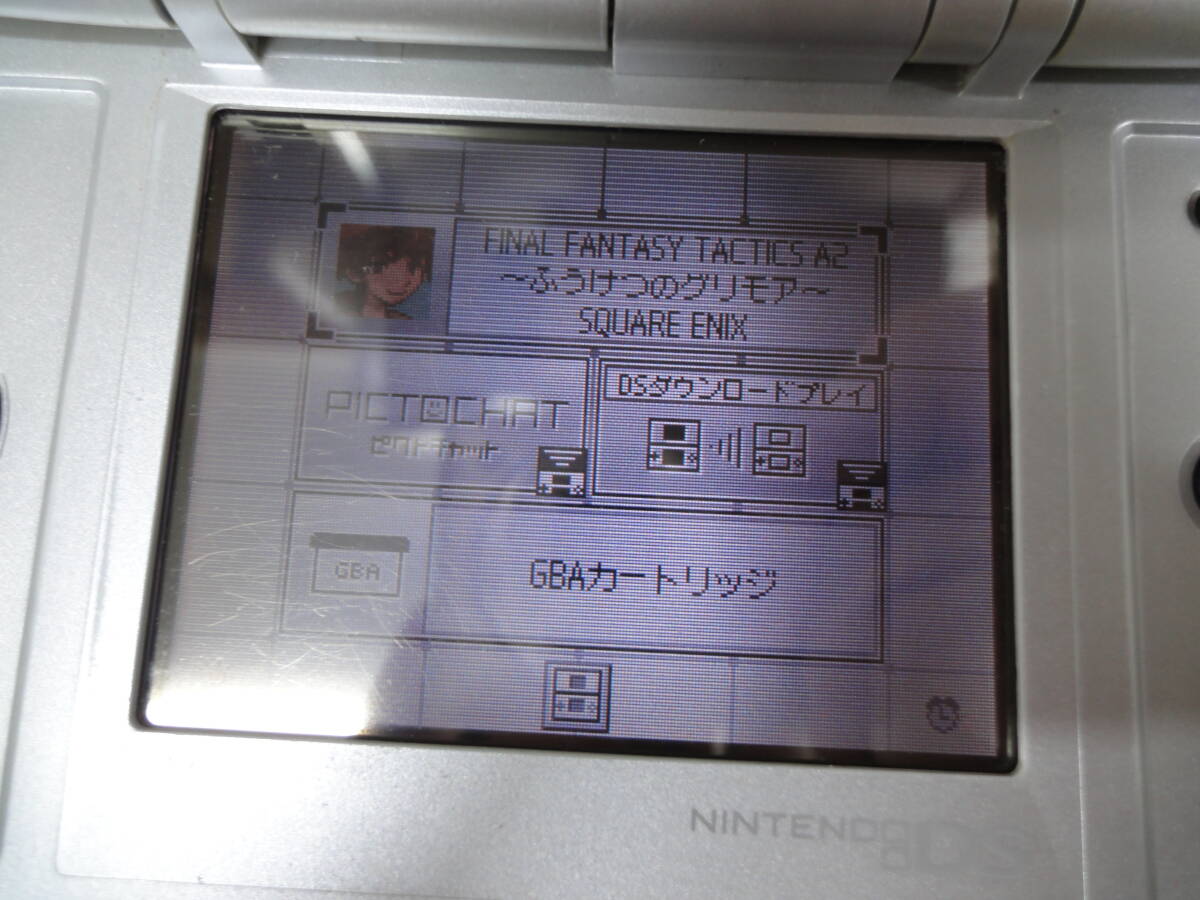 FINAL FANTASY TACTICS A2
～ふうけつのグリモア～
SQUARE ENIX
PICTOCHAT
ピクトチャット
DSダウンロードプレイ
GBA
GBAカートリッジ
NINTENDO DS